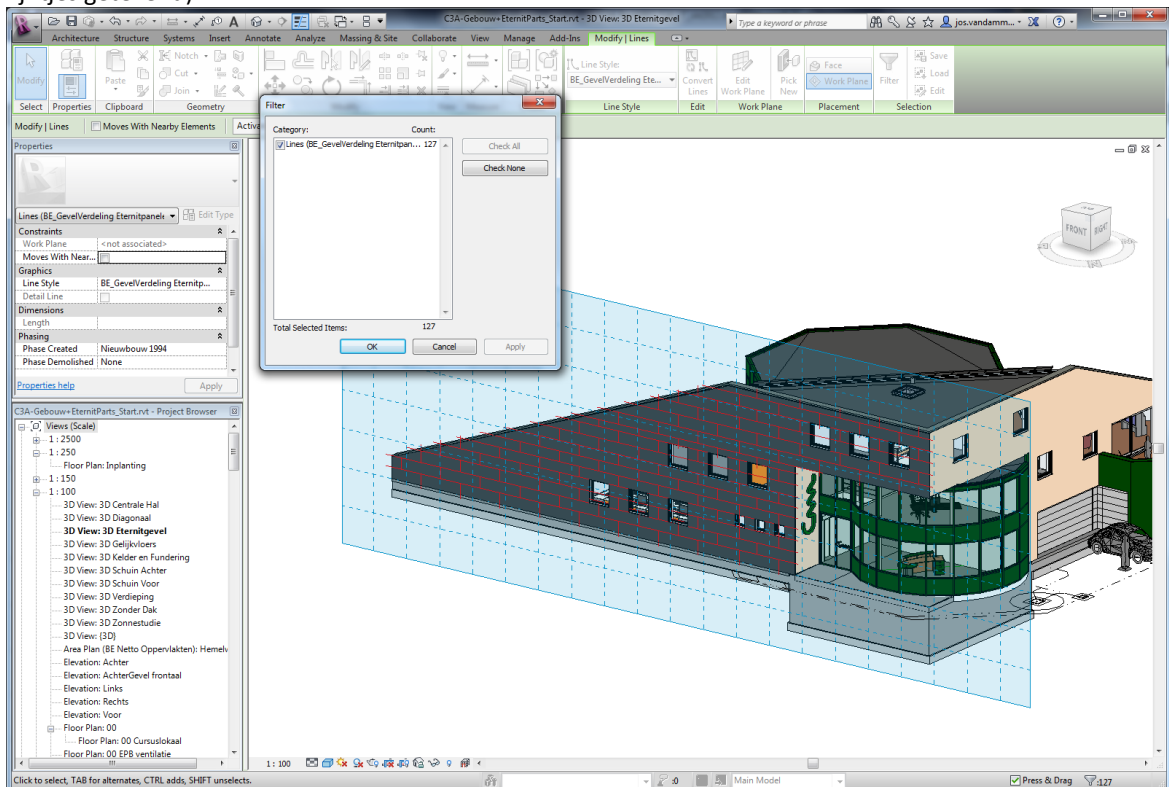 C3A-Gebouw+EternitParts_Start.rvt - 3D View: 3D Eternitgevel
Type a keyword or phrase
jos.vandamm...
Architecture Structure Systems Insert Annotate Analyze Massing & Site Collaborate View Manage Add-Ins Modify | Lines
Notch
Save
Line Style:
Face
Load
Cut
Modify
Paste
BE_GevelVerdeling Ete...
Convert Lines
Edit Work Plane
Pick New
Work Plane
Filter
Join
Edit
Select Properties Clipboard Geometry
Line Style Edit Work Plane Placement Selection
Modify | Lines
Moves With Nearby Elements
Filter
Category: Count:
Lines (BE_GevelVerdeling Eternitpan... 127
Check All
Check None
Total Selected Items: 127
OK Cancel Apply
Properties
Lines (BE_GevelVerdeling Eternitpanele
Edit Type
Constraints
Work Plane <not associated>
Moves With Near...
Graphics
Line Style BE_GevelVerdeling Eternitp...
Detail Line
Dimensions
Length
Phasing
Phase Created Nieuwbouw 1994
Phase Demolished None
Properties help Apply
C3A-Gebouw+EternitParts_Start.rvt - Project Browser
Views (Scale)
1 : 2500
1 : 250
Floor Plan: Inplanting
1 : 150
1 : 100
3D View: 3D Centrale Hal
3D View: 3D Diagonaal
3D View: 3D Eternitgevel
3D View: 3D Gelijkvloers
3D View: 3D Kelder en Fundering
3D View: 3D Schuin Achter
3D View: 3D Schuin Voor
3D View: 3D Verdieping
3D View: 3D Zonder Dak
3D View: 3D Zonnestudie
3D View: {3D}
Area Plan (BE Netto Oppervlakten): Hemelw
Elevation: Achter
Elevation: AchterGevel frontaal
Elevation: Links
Elevation: Rechts
Elevation: Voor
Floor Plan: 00
Floor Plan: 00 Cursuslokaal
Floor Plan: 00 EPB ventilatie
FRONT
1 : 100
Click to select, TAB for alternates, CTRL adds, SHIFT unselects.
:0
Main Model
Press & Drag
:127